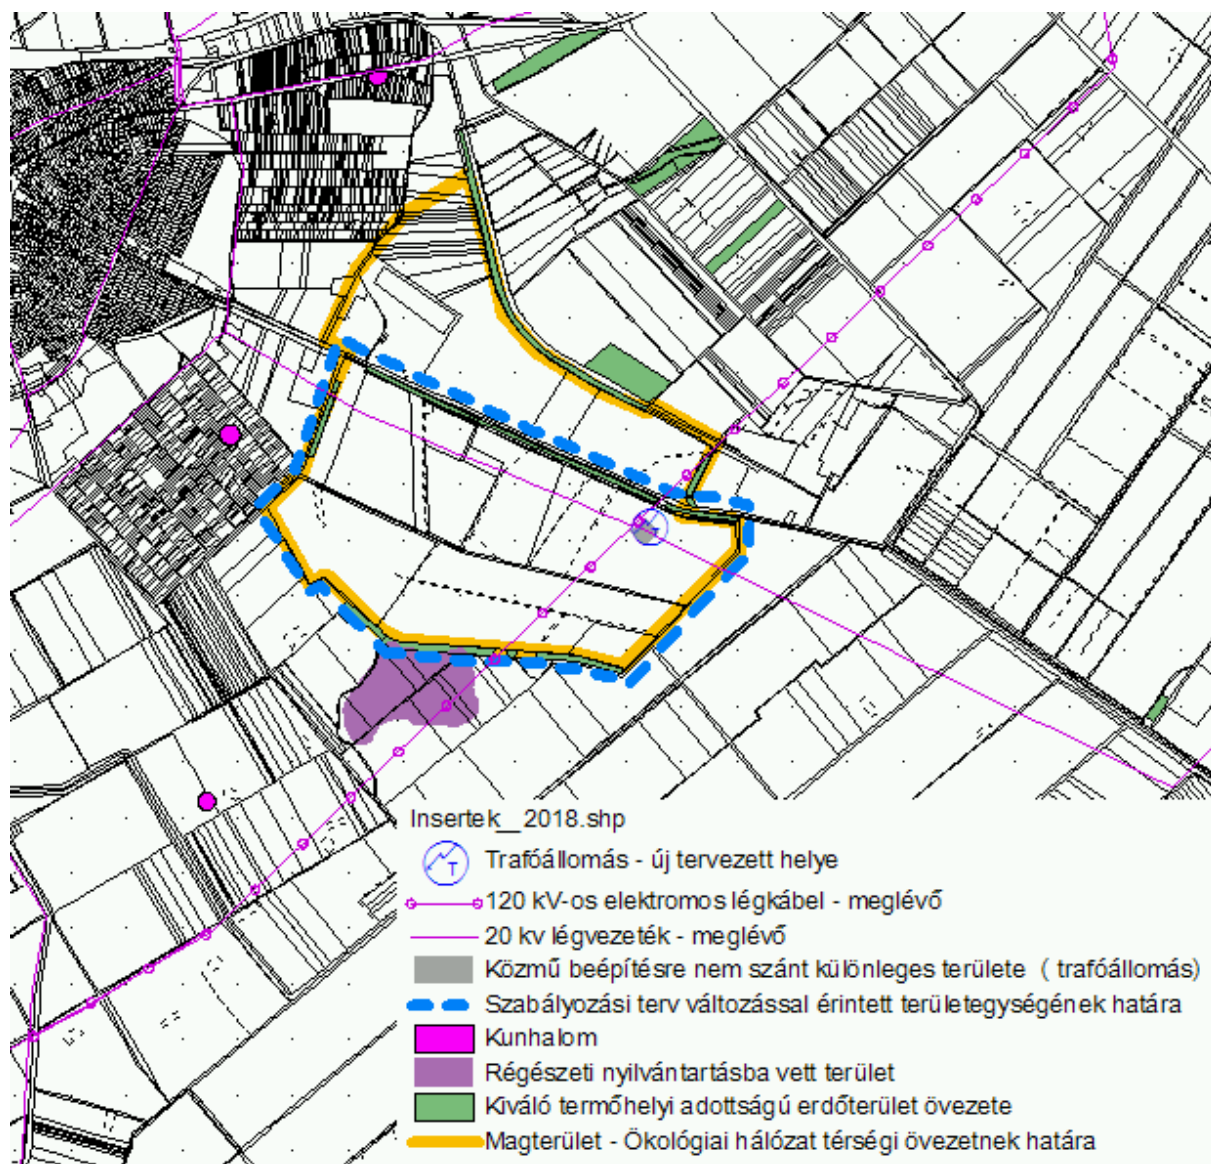 Insertek__2018.shp
Trafóállomás - új tervezett helye
T
120 kV-os elektromos légkábel - meglévő
20 kv légvezeték - meglévő
Közmű beépítésre nem szánt különleges területe ( trafóállomás)
Szabályozási terv változással érintett területegységének határa
Kunhalom
Régészeti nyilvántartásba vett terület
Kiváló termőhelyi adottságú erdőterület övezete
Magterület - Ökológiai hálózat térségi övezetnek határa